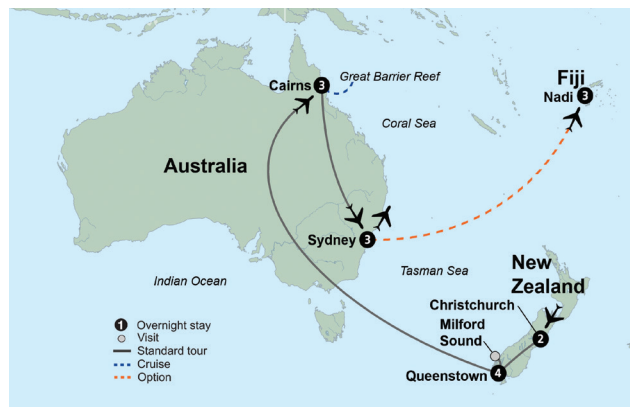 Great Barrier Reef
Cairns 3
Fiji
Nadi 3
Coral Sea
Australia
Sydney 3
Indian Ocean
Tasman Sea
New
Zealand
Christchurch
2
Milford
Sound
Queenstown 4
1 Overnight stay
Visit
Standard tour
Cruise
Option